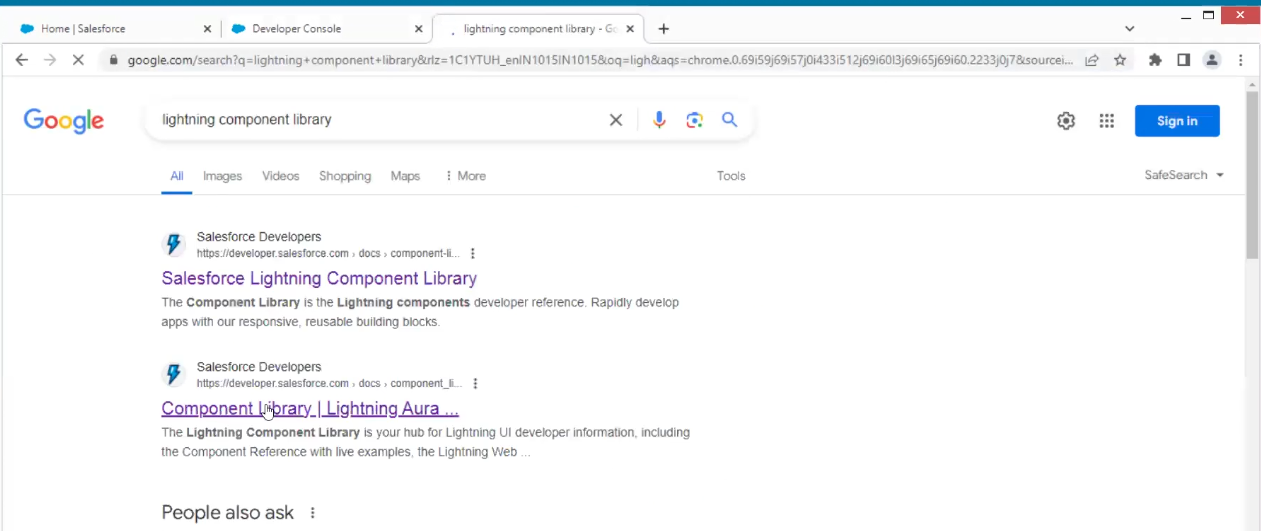 Home | Salesforce
Developer Console
lightning component library - Go
google.com/search?q=lightning+component+library&rlz=1C1YTUH_enIN1015IN1015&oq=ligh&aqs=chrome.0.69i59j69i57j0i433i512j69i60l3j69i65j69i60.2233j0j7&sourcei...
Google
lightning component library
Sign in
All Images Videos Shopping Maps More Tools SafeSearch
Salesforce Developers
https://developer.salesforce.com › docs › component-li...
Salesforce Lightning Component Library
The Component Library is the Lightning components developer reference. Rapidly develop
apps with our responsive, reusable building blocks.
Salesforce Developers
https://developer.salesforce.com › docs › component_li...
Component Library | Lightning Aura ...
The Lightning Component Library is your hub for Lightning UI developer information, including
the Component Reference with live examples, the Lightning Web ...
People also ask